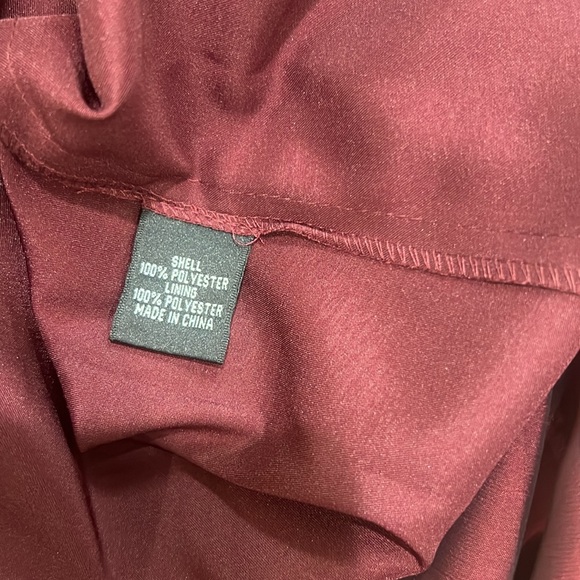 SHELL
100% POLYESTER
LINING
100% POLYESTER
MADE IN CHINA